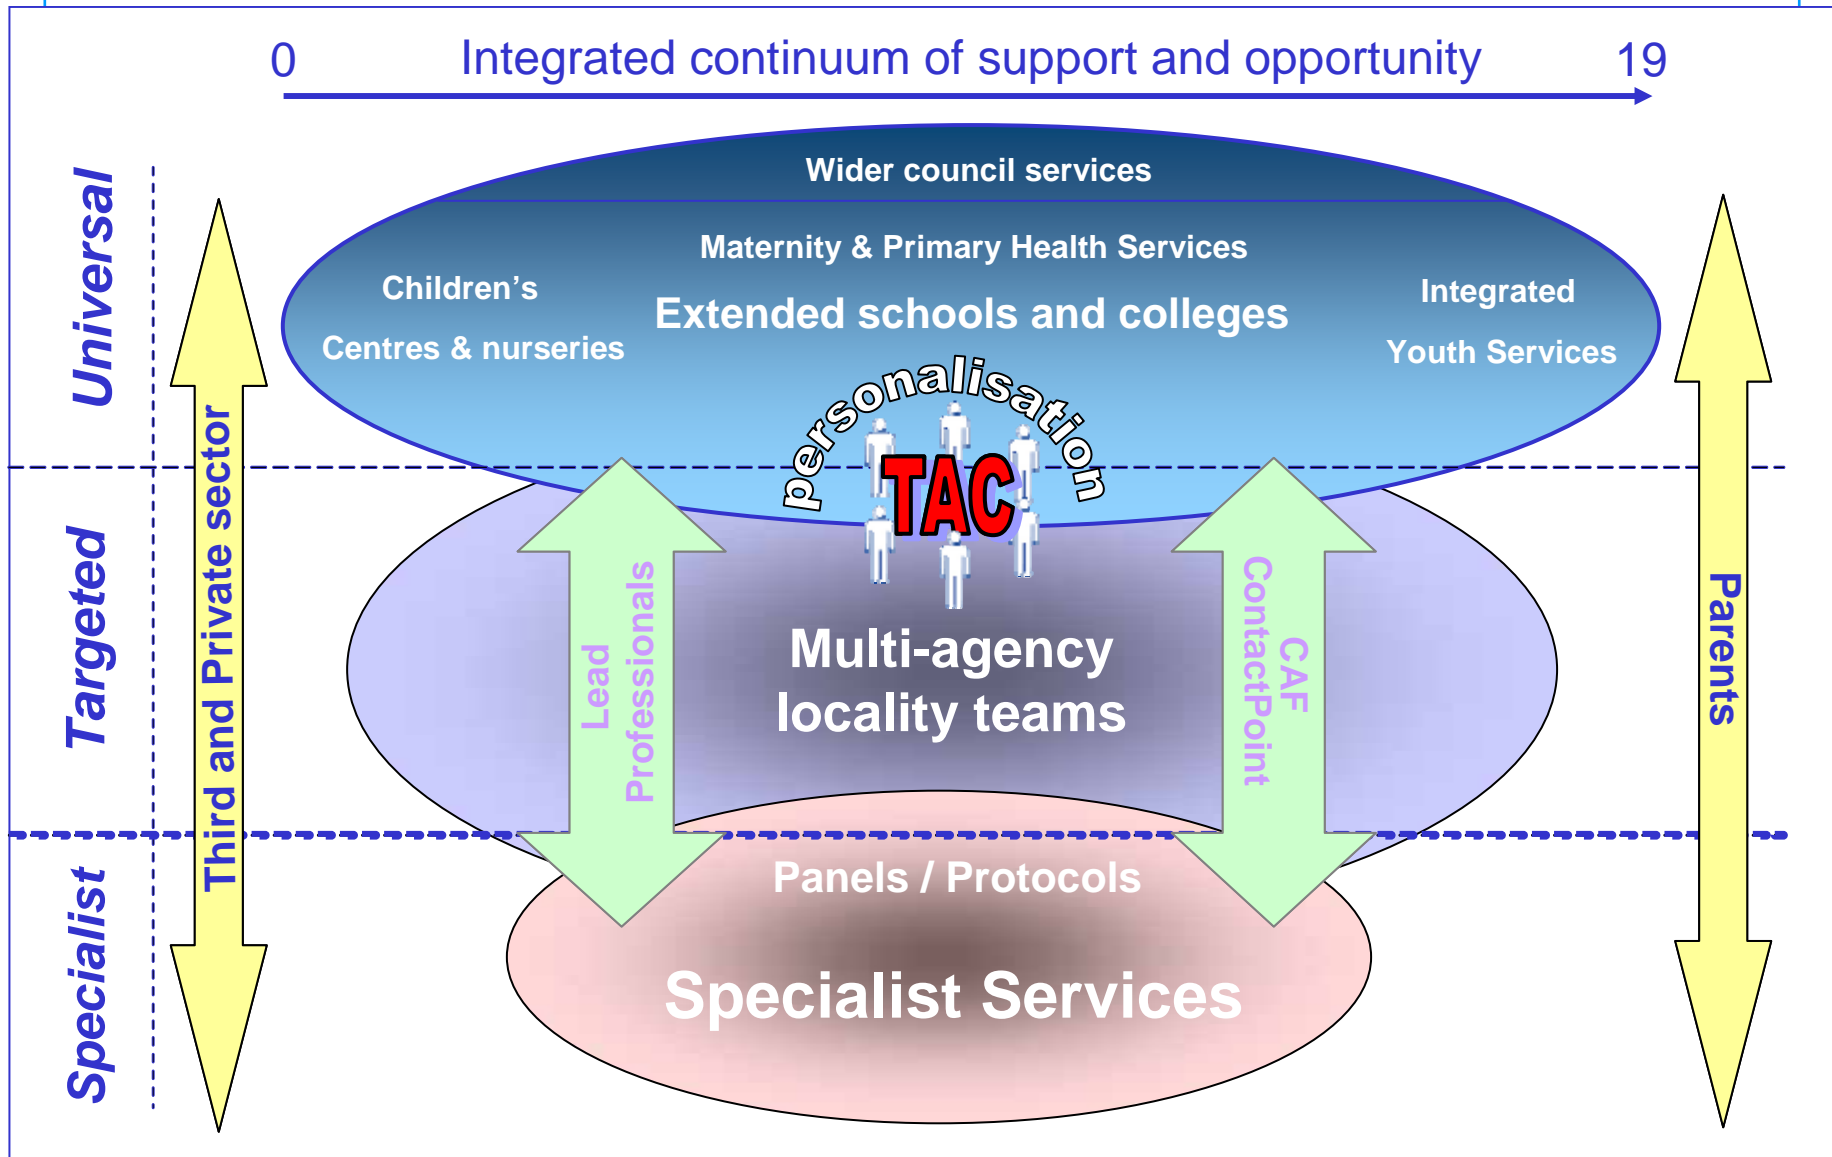 0
Integrated continuum of support and opportunity
19
Universal
Wider council services
Maternity & Primary Health Services
Children’s
Centres & nurseries
Extended schools and colleges
Integrated
Youth Services
personalisation
TAC
Third and Private sector
Parents
Targeted
Lead
Professionals
CAF
ContactPoint
Multi-agency
locality teams
Specialist
Panels / Protocols
Specialist Services